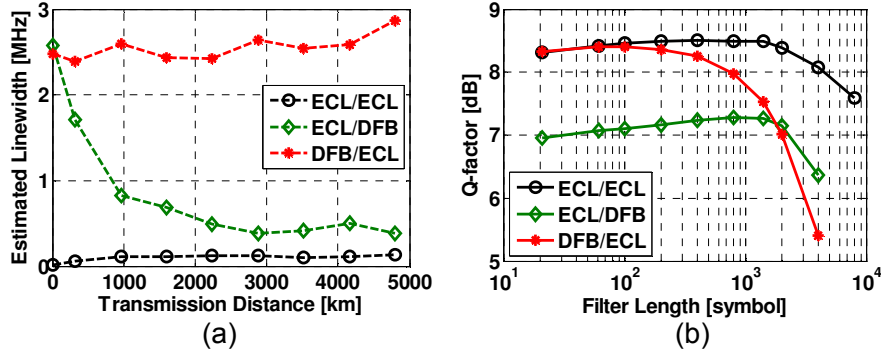 Estimated Linewidth [MHz]
3
2
1
0
0 1000 2000 3000 4000 5000
Transmission Distance [km]
ECL/ECL
ECL/DFB
DFB/ECL
(a)
Q-factor [dB]
9
8
7
6
5
10^1 10^2 10^3 10^4
Filter Length [symbol]
ECL/ECL
ECL/DFB
DFB/ECL
(b)